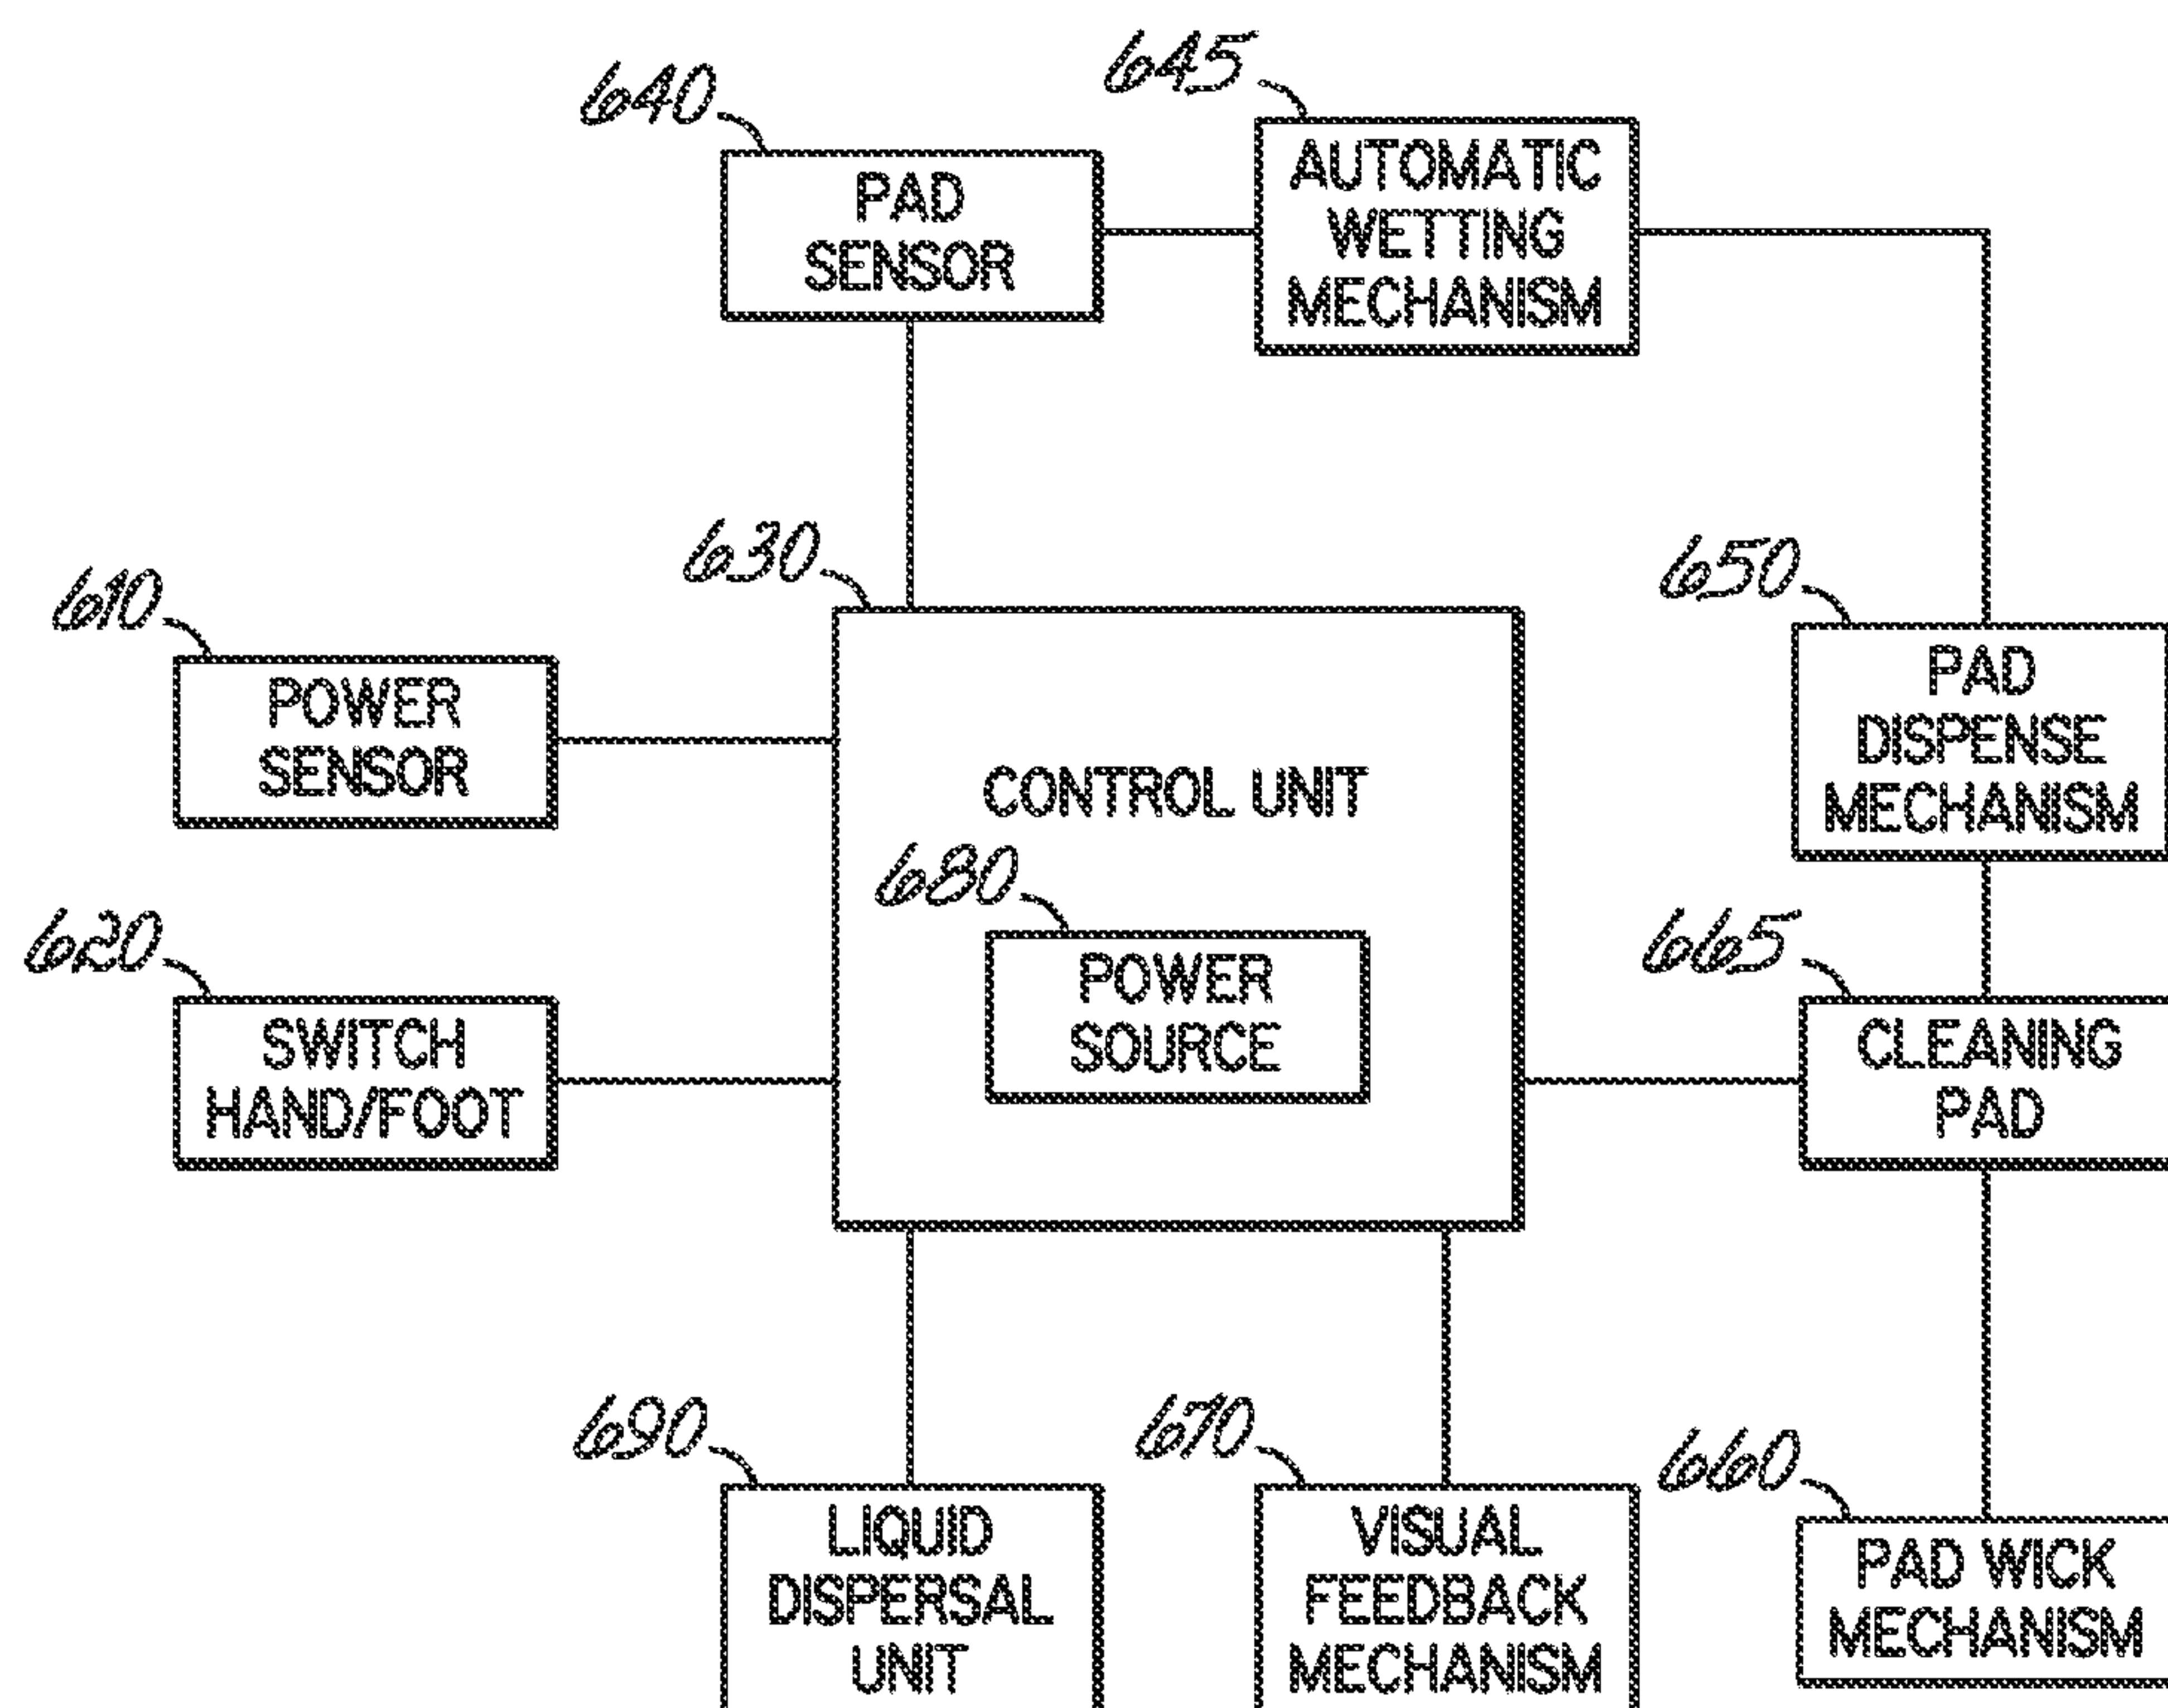 645
640
AUTOMATIC
WETTING
MECHANISM
PAD
SENSOR
630
650
610
PAD
DISPENSE
MECHANISM
POWER
SENSOR
CONTROL UNIT
680
665
620
POWER
SOURCE
CLEANING
PAD
SWITCH
HAND/FOOT
690
670
660
LIQUID
DISPERSAL
UNIT
VISUAL
FEEDBACK
MECHANISM
PAD WICK
MECHANISM